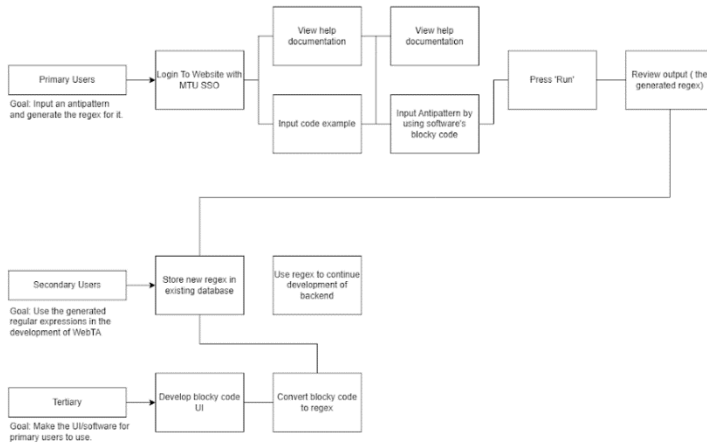 View help
documentation
View help
documentation
Primary Users
Login To Website with
MTU SSO
Press 'Run'
Review output ( the
generated regex)
Goal: Input an antipattern
and generate the regex for it.
Input code example
Input Antipattern by
using software's
blocky code
Secondary Users
Store new regex in
existing database
Use regex to continue
development of
backend
Goal: Use the generated
regular expressions in the
development of WebTA
Tertiary
Develop blocky code
UI
Convert blocky code
to regex
Goal: Make the UI/software for
primary users to use.